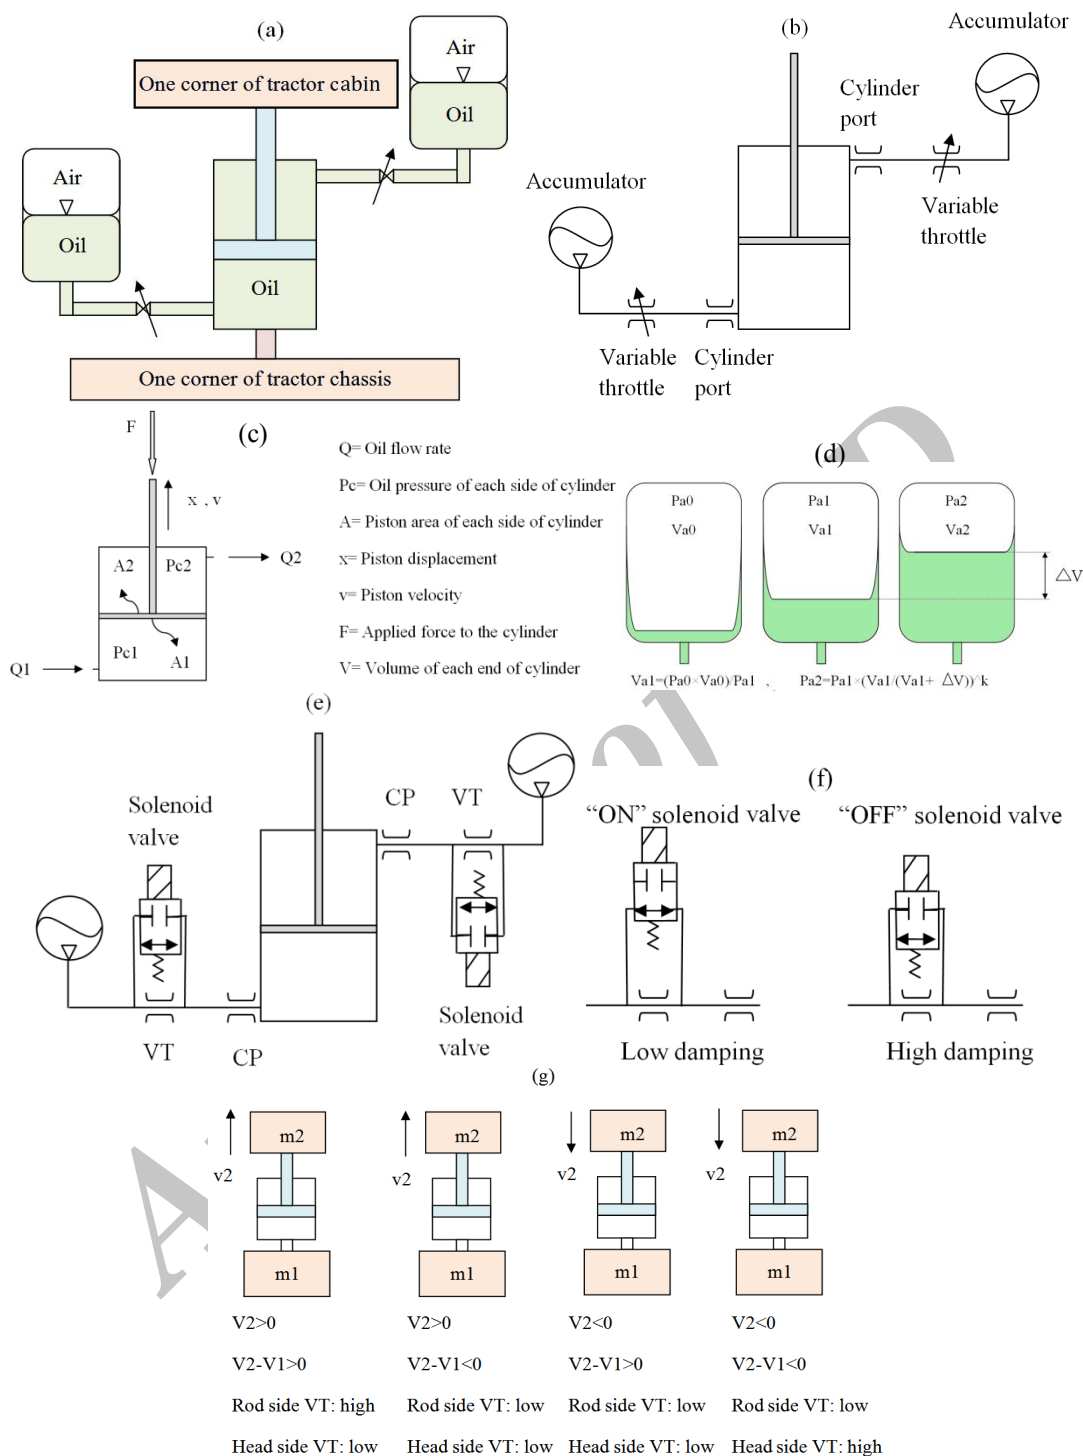 (a)
Air
Oil
One corner of tractor cabin
Air
Oil
Oil
One corner of tractor chassis
(b)
Accumulator
Cylinder
port
Variable
throttle
Accumulator
Variable
throttle
Cylinder
port
(c)
F
x , v
A2
Pc2
Q2
Pc1
A1
Q1
Q= Oil flow rate
Pc= Oil pressure of each side of cylinder
A= Piston area of each side of cylinder
x= Piston displacement
v= Piston velocity
F= Applied force to the cylinder
V= Volume of each end of cylinder
(d)
Pa0
Va0
Pa1
Va1
Pa2
Va2
△V
Va1=(Pa0×Va0)/Pa1 , Pa2=Pa1×(Va1/(Va1+ △V))^k
(e)
Solenoid
valve
CP
VT
VT
CP
Solenoid
valve
(f)
“ON” solenoid valve
“OFF” solenoid valve
Low damping
High damping
(g)
m2
v2
m1
V2>0
V2-V1>0
Rod side VT: high
Head side VT: low
m2
v2
m1
V2>0
V2-V1<0
Rod side VT: low
Head side VT: low
m2
v2
m1
V2<0
V2-V1>0
Rod side VT: low
Head side VT: low
m2
v2
m1
V2<0
V2-V1<0
Rod side VT: low
Head side VT: high